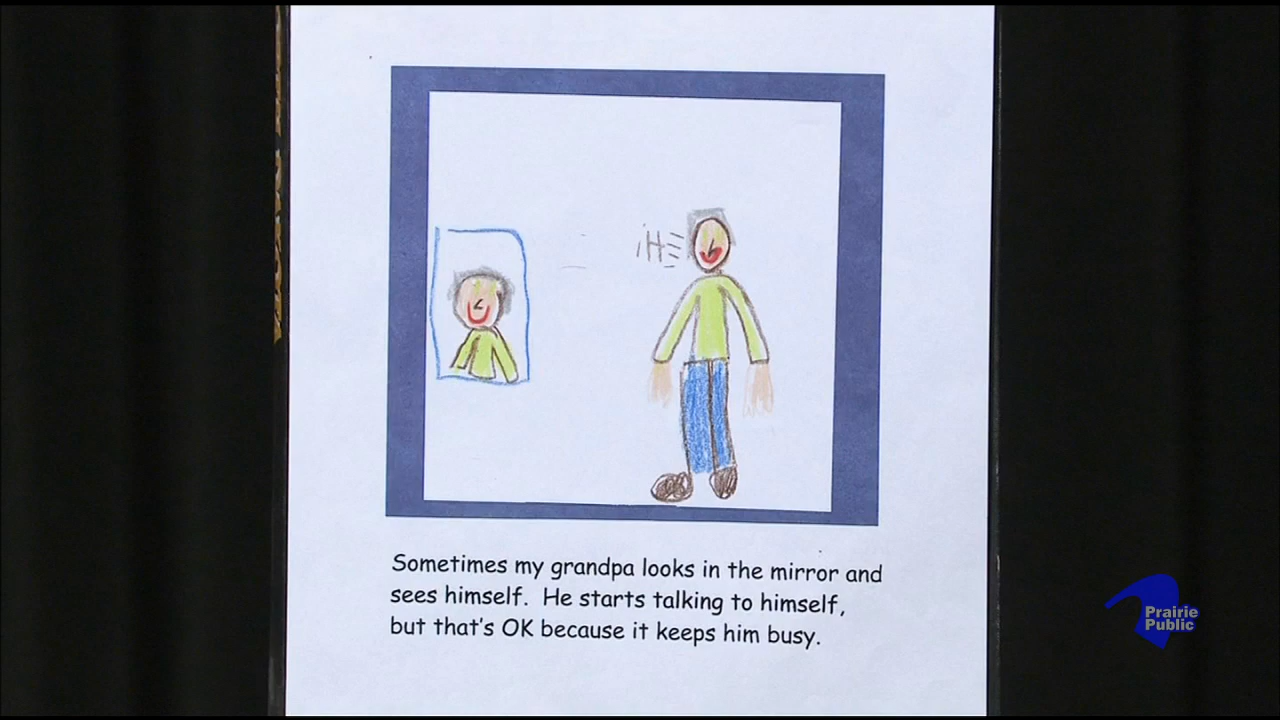 iH
Sometimes my grandpa looks in the mirror and
sees himself.  He starts talking to himself,
but that's OK because it keeps him busy.
Prairie
Public